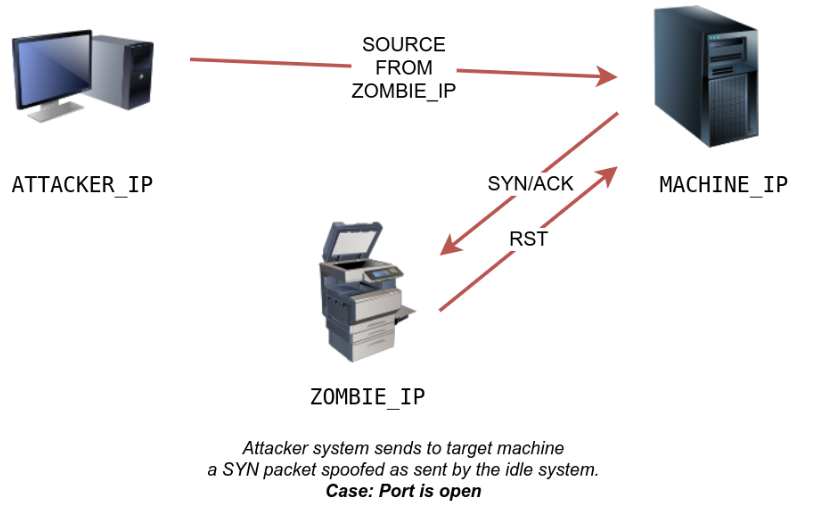 SOURCE
FROM
ZOMBIE_IP
ATTACKER_IP
SYN/ACK
MACHINE_IP
RST
ZOMBIE_IP
Attacker system sends to target machine
a SYN packet spoofed as sent by the idle system.
Case: Port is open